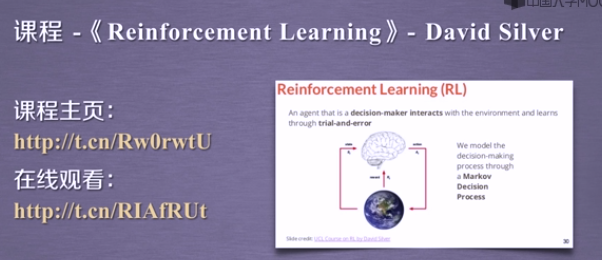 中国大学MOO
课程 -《Reinforcement Learning》- David Silver
课程主页：
http://t.cn/Rw0rwtU
在线观看：
http://t.cn/RIAfRUt
Reinforcement Learning (RL)
An agent that is a decision-maker interacts with the environment and learns
through trial-and-error
We model the
decision-making
process through
a Markov
Decision
Process
Slide credit: UCL Course on RL by David Silver
30